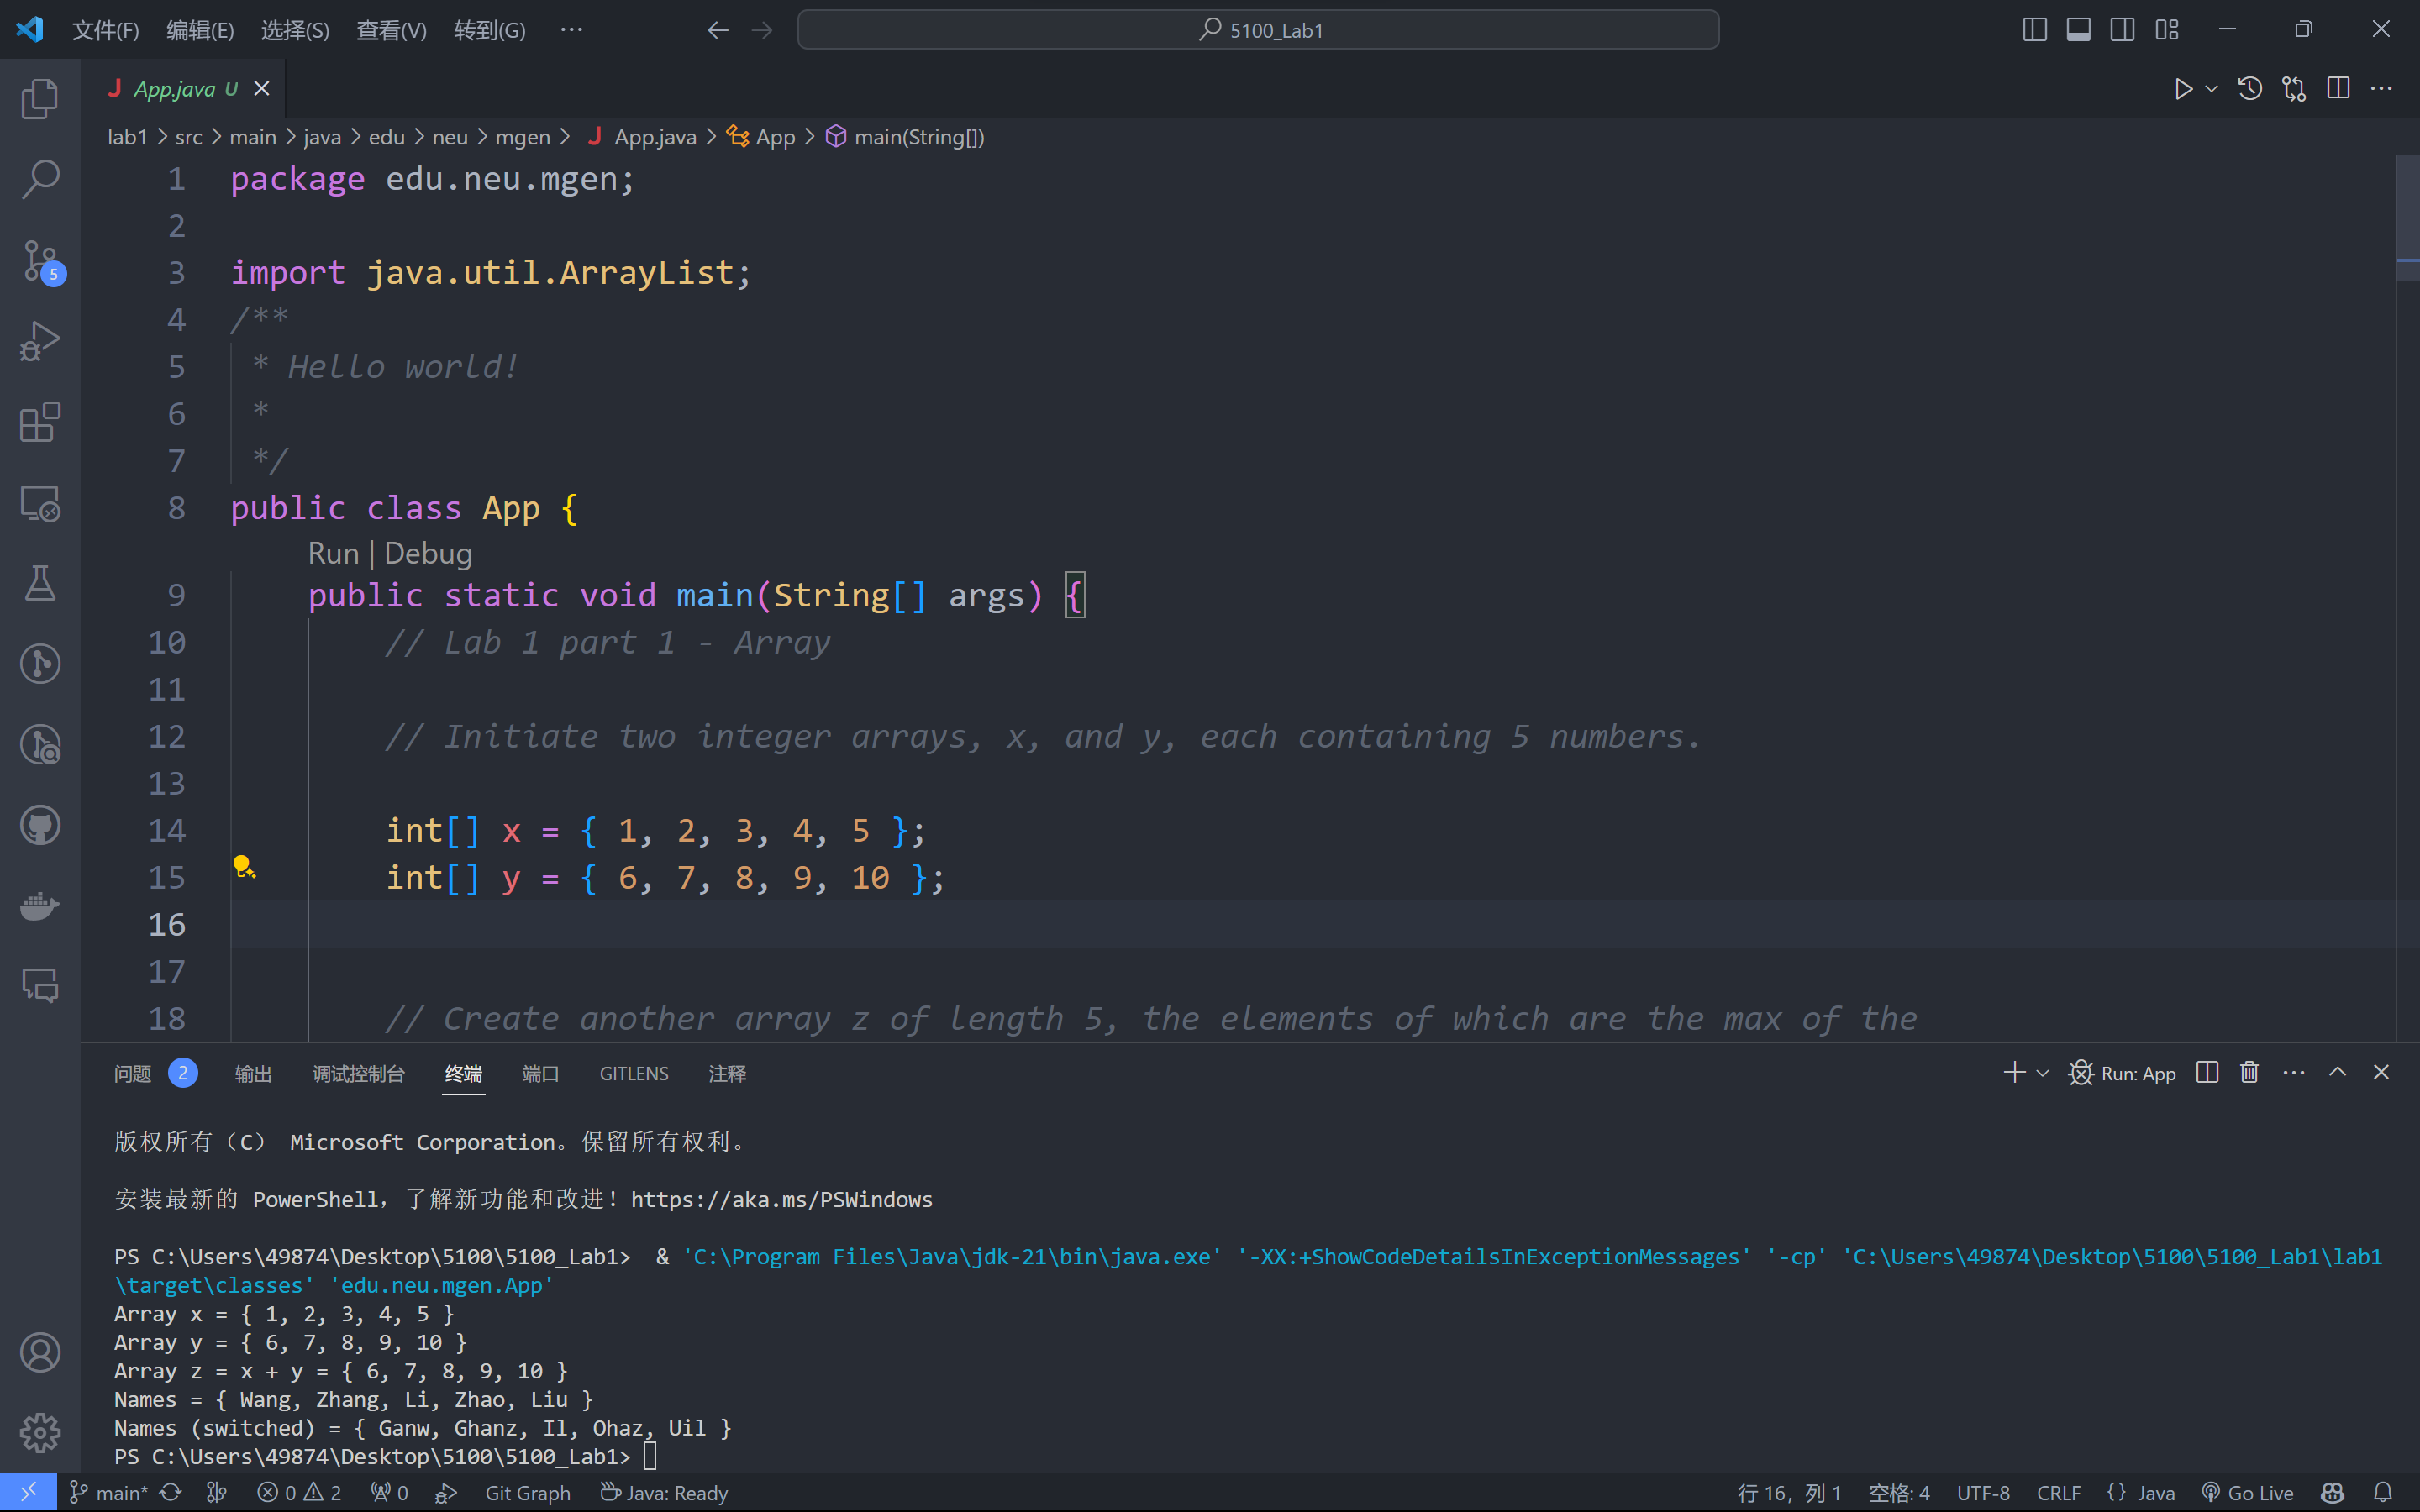 文件(F) 编辑(E) 选择(S) 查看(V) 转到(G) ··· 5100_Lab1
App.java U
lab1 > src > main > java > edu > neu > mgen > J App.java > App > main(String[])
1 package edu.neu.mgen;
2
3 import java.util.ArrayList;
4 /**
5  * Hello world!
6  *
7  */
8 public class App {
Run | Debug
9     public static void main(String[] args) {
10         // Lab 1 part 1 - Array
11
12         // Initiate two integer arrays, x, and y, each containing 5 numbers.
13
14         int[] x = { 1, 2, 3, 4, 5 };
15         int[] y = { 6, 7, 8, 9, 10 };
16
17
18         // Create another array z of length 5, the elements of which are the max of the
问题 2 输出 调试控制台 终端 端口 GITLENS 注释 Run: App
版权所有（C） Microsoft Corporation。保留所有权利。
安装最新的 PowerShell，了解新功能和改进！https://aka.ms/PSWindows
PS C:\Users\49874\Desktop\5100\5100_Lab1>  & 'C:\Program Files\Java\jdk-21\bin\java.exe' '-XX:+ShowCodeDetailsInExceptionMessages' '-cp' 'C:\Users\49874\Desktop\5100\5100_Lab1\lab1
\target\classes' 'edu.neu.mgen.App'
Array x = { 1, 2, 3, 4, 5 }
Array y = { 6, 7, 8, 9, 10 }
Array z = x + y = { 6, 7, 8, 9, 10 }
Names = { Wang, Zhang, Li, Zhao, Liu }
Names (switched) = { Ganw, Ghanz, Il, Ohaz, Uil }
PS C:\Users\49874\Desktop\5100\5100_Lab1>
main* 0 2 0 Git Graph Java: Ready 行 16，列 1 空格: 4 UTF-8 CRLF {} Java Go Live
5